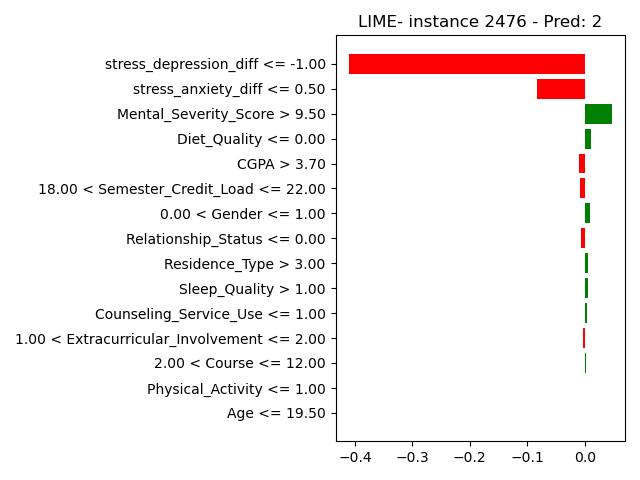 LIME- instance 2476 - Pred: 2
stress_depression_diff <= -1.00
stress_anxiety_diff <= 0.50
Mental_Severity_Score > 9.50
Diet_Quality <= 0.00
CGPA > 3.70
18.00 < Semester_Credit_Load <= 22.00
0.00 < Gender <= 1.00
Relationship_Status <= 0.00
Residence_Type > 3.00
Sleep_Quality > 1.00
Counseling_Service_Use <= 1.00
1.00 < Extracurricular_Involvement <= 2.00
2.00 < Course <= 12.00
Physical_Activity <= 1.00
Age <= 19.50
−0.4 −0.3 −0.2 −0.1 0.0